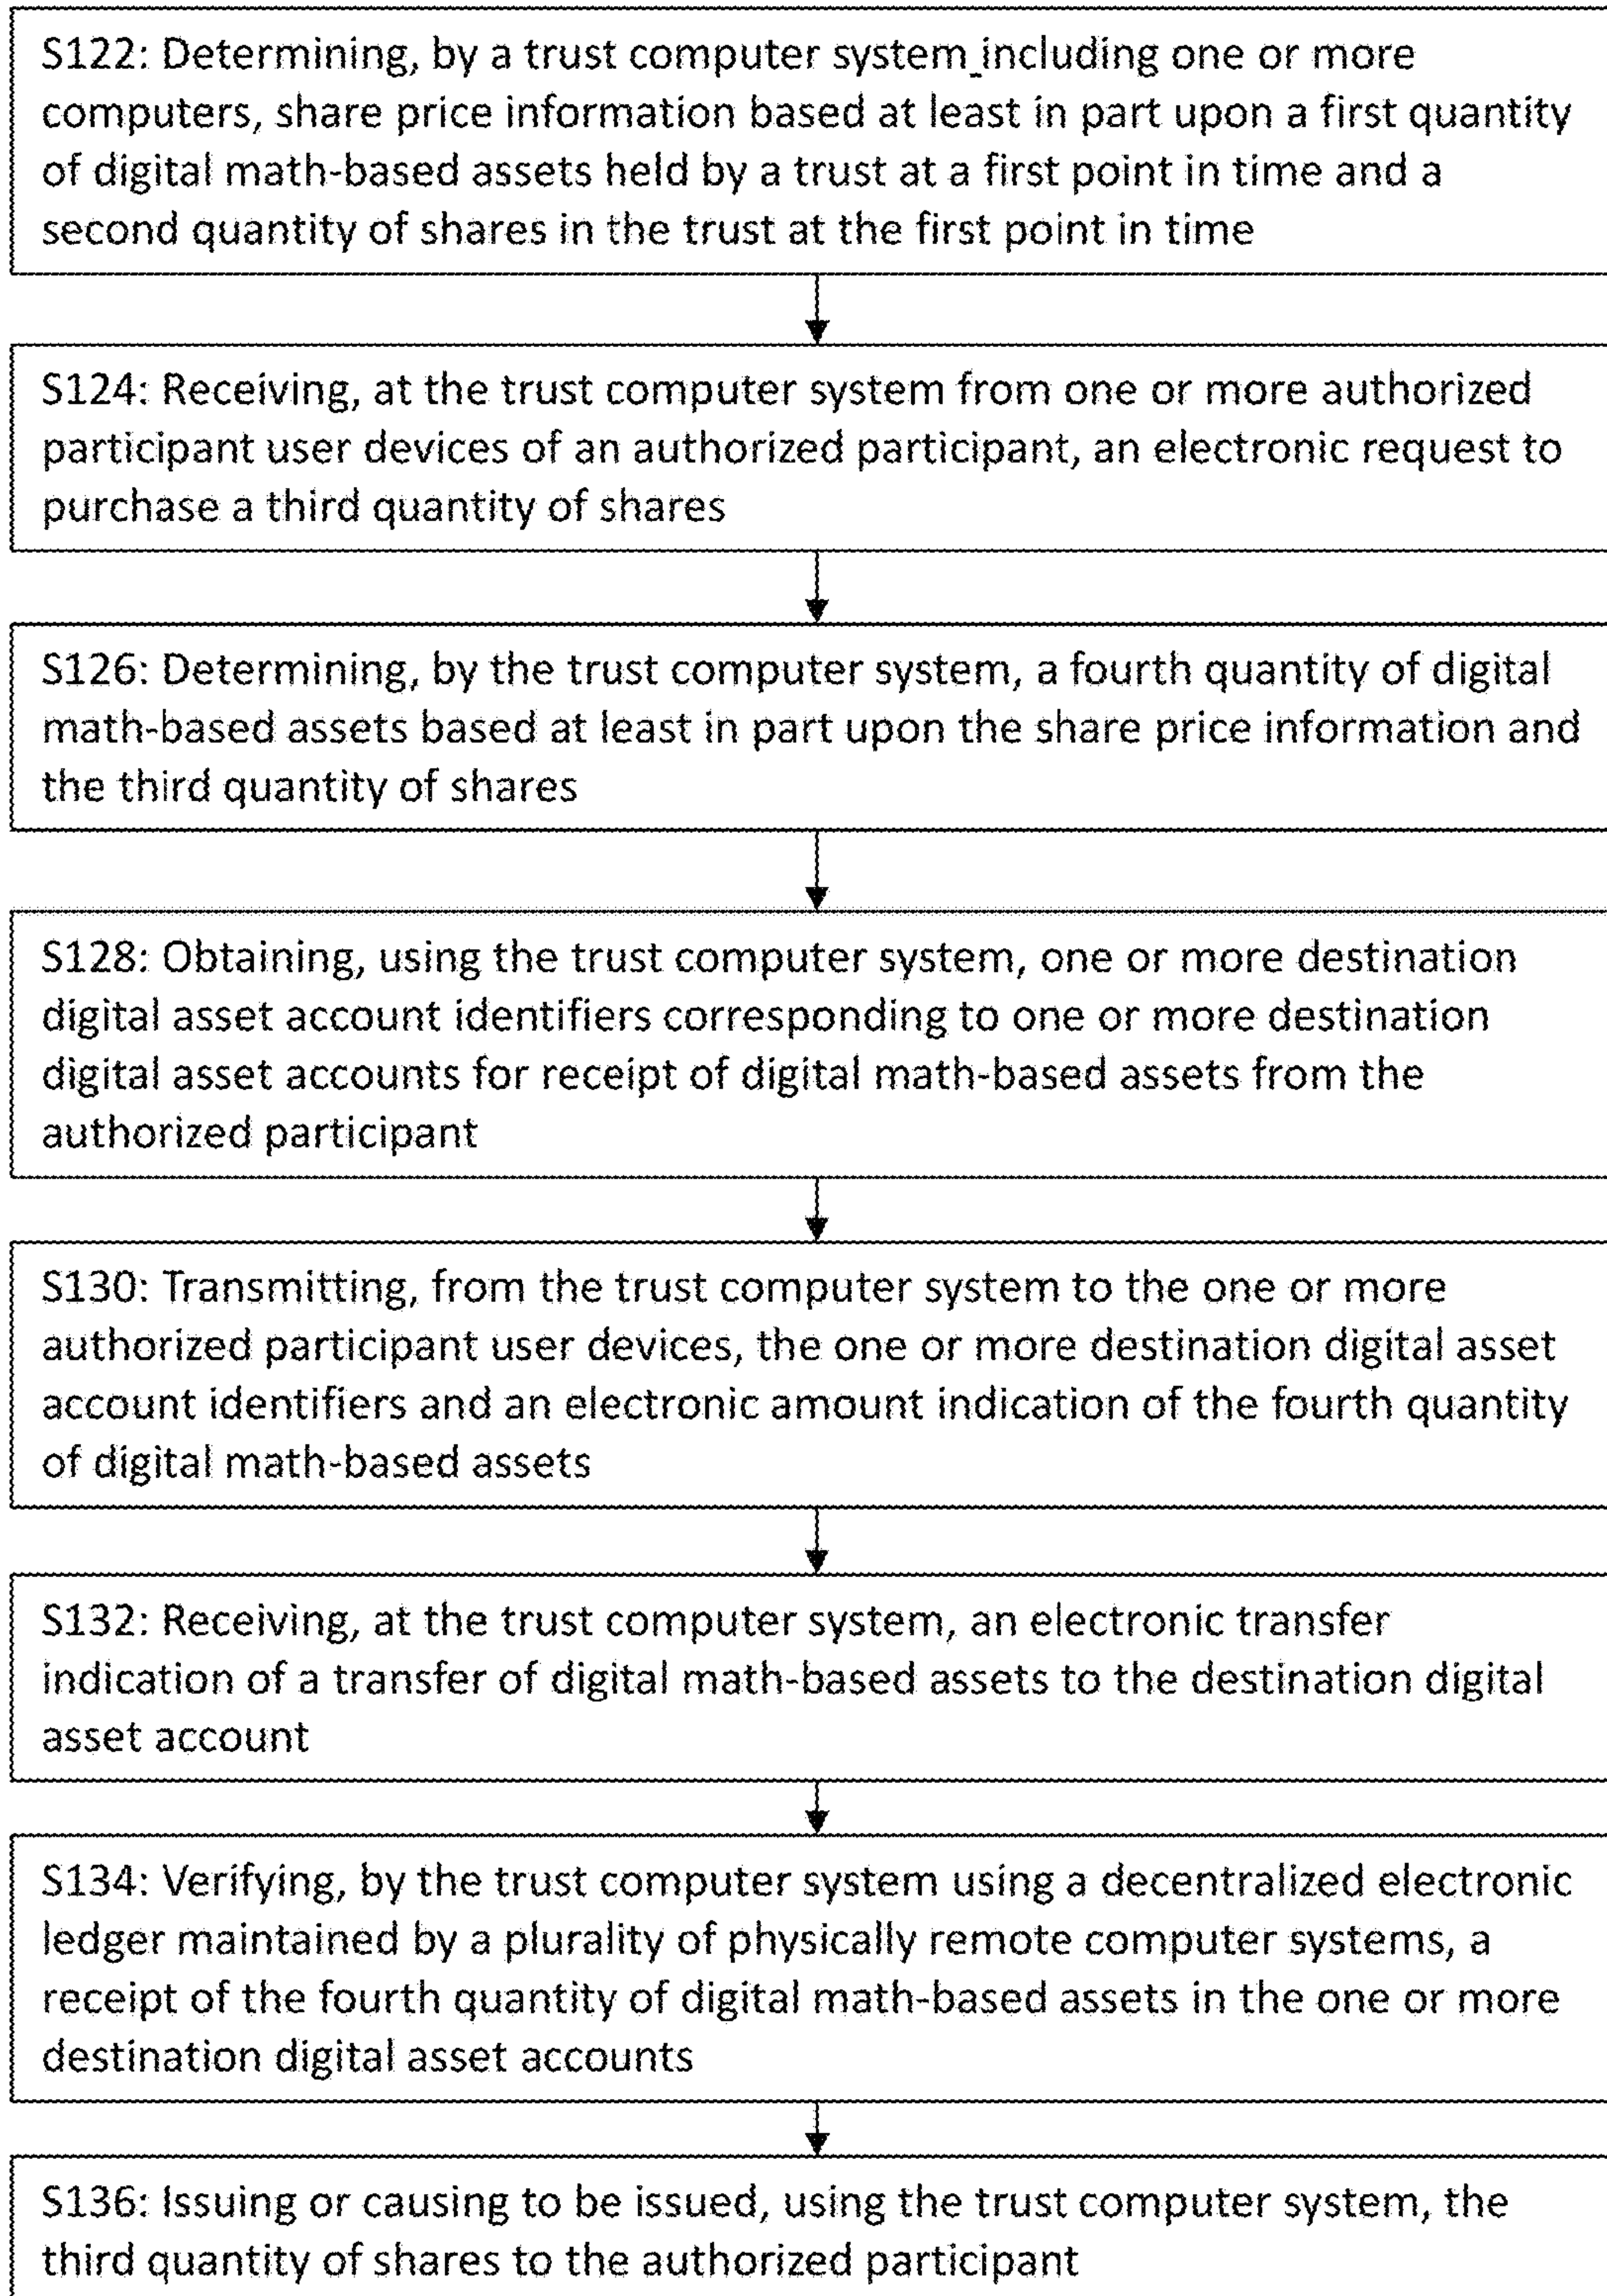 S122: Determining, by a trust computer system including one or more
computers, share price information based at least in part upon a first quantity
of digital math-based assets held by a trust at a first point in time and a
second quantity of shares in the trust at the first point in time
S124: Receiving, at the trust computer system from one or more authorized
participant user devices of an authorized participant, an electronic request to
purchase a third quantity of shares
S126: Determining, by the trust computer system, a fourth quantity of digital
math-based assets based at least in part upon the share price information and
the third quantity of shares
S128: Obtaining, using the trust computer system, one or more destination
digital asset account identifiers corresponding to one or more destination
digital asset accounts for receipt of digital math-based assets from the
authorized participant
S130: Transmitting, from the trust computer system to the one or more
authorized participant user devices, the one or more destination digital asset
account identifiers and an electronic amount indication of the fourth quantity
of digital math-based assets
S132: Receiving, at the trust computer system, an electronic transfer
indication of a transfer of digital math-based assets to the destination digital
asset account
S134: Verifying, by the trust computer system using a decentralized electronic
ledger maintained by a plurality of physically remote computer systems, a
receipt of the fourth quantity of digital math-based assets in the one or more
destination digital asset accounts
S136: Issuing or causing to be issued, using the trust computer system, the
third quantity of shares to the authorized participant